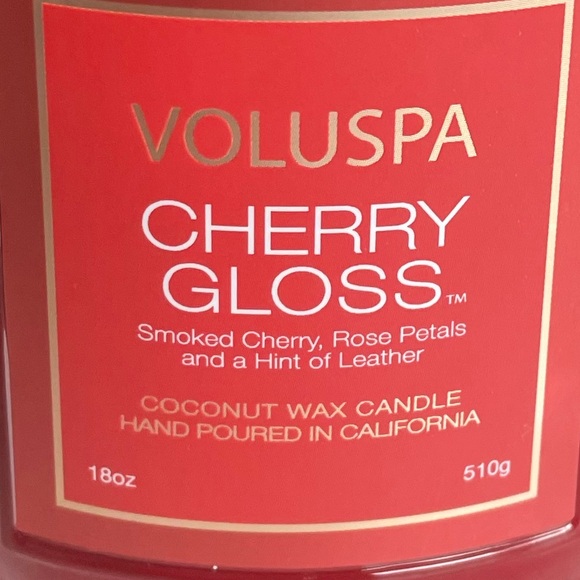 VOLUSPA
CHERRY
GLOSS™
Smoked Cherry, Rose Petals
and a Hint of Leather
COCONUT WAX CANDLE
HAND POURED IN CALIFORNIA
18oz 510g